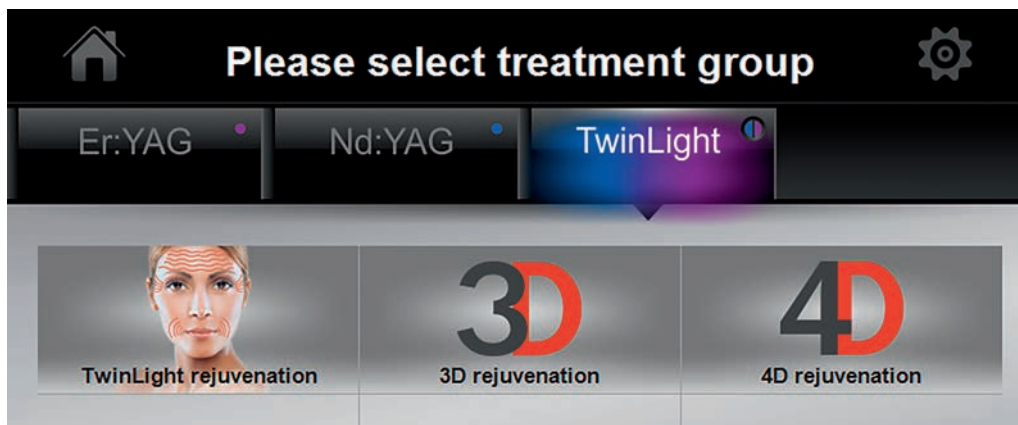 Please select treatment group
Er:YAG
Nd:YAG
TwinLight
TwinLight rejuvenation
3D
3D rejuvenation
4D
4D rejuvenation